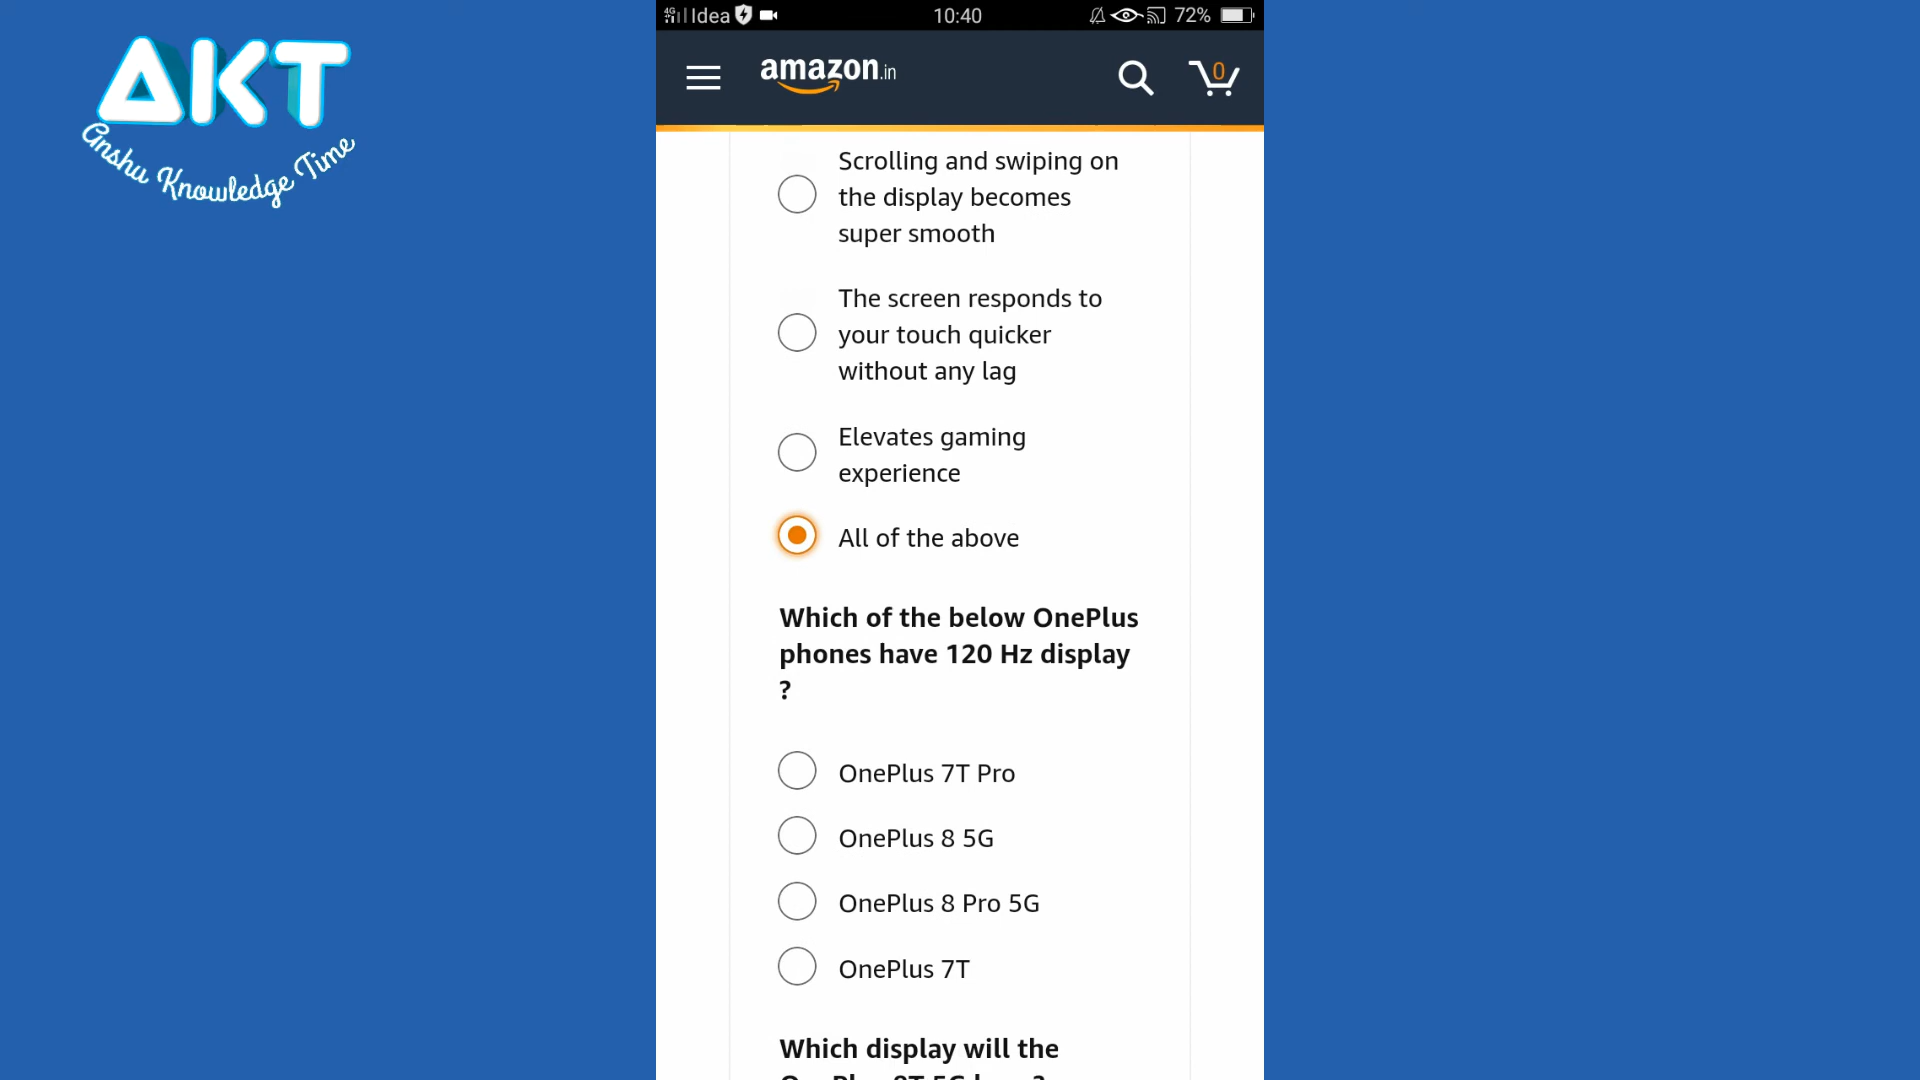 AKT
Anshu Knowledge Time
4G Idea 10:40 72%
amazon.in
0
Scrolling and swiping on
the display becomes
super smooth
The screen responds to
your touch quicker
without any lag
Elevates gaming
experience
All of the above
Which of the below OnePlus
phones have 120 Hz display
?
OnePlus 7T Pro
OnePlus 8 5G
OnePlus 8 Pro 5G
OnePlus 7T
Which display will the